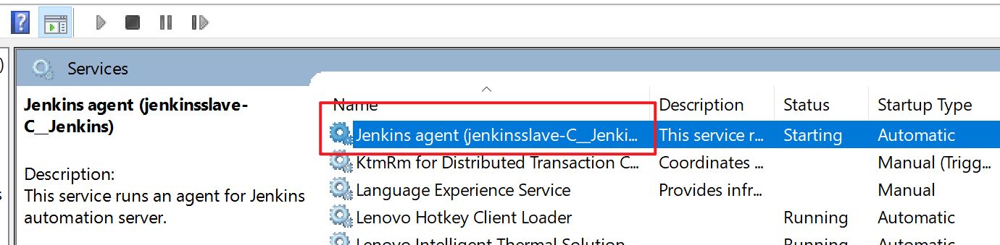 ?
Services
Jenkins agent (jenkinsslave-
C__Jenkins)
Description:
This service runs an agent for Jenkins
automation server.
Name Description Status Startup Type
Jenkins agent (jenkinsslave-C__Jenki... This service r... Starting Automatic
KtmRm for Distributed Transaction C... Coordinates ... Manual (Trigg...
Language Experience Service Provides infr... Manual
Lenovo Hotkey Client Loader Running Automatic
Lenovo Intelligent Thermal Solution Running Automatic